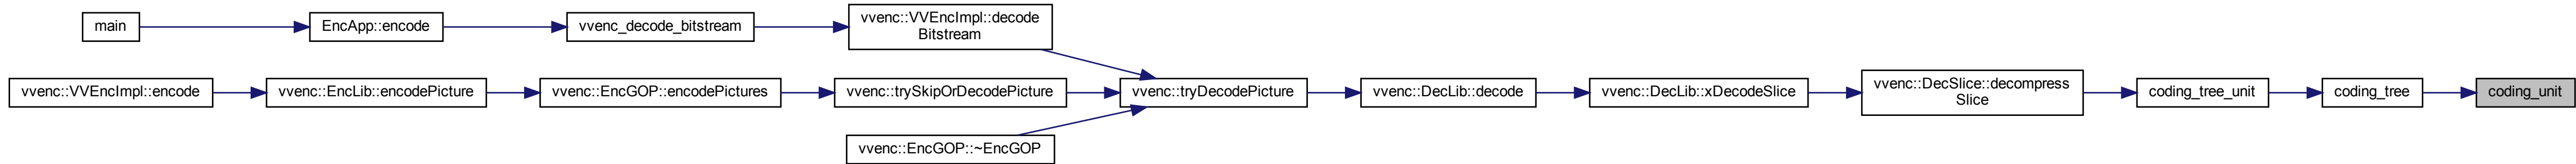 main
EncApp::encode
vvenc_decode_bitstream
vvenc::VVEncImpl::decode
Bitstream
vvenc::VVEncImpl::encode
vvenc::EncLib::encodePicture
vvenc::EncGOP::encodePictures
vvenc::trySkipOrDecodePicture
vvenc::tryDecodePicture
vvenc::DecLib::decode
vvenc::DecLib::xDecodeSlice
vvenc::DecSlice::decompress
Slice
coding_tree_unit
coding_tree
coding_unit
vvenc::EncGOP::~EncGOP